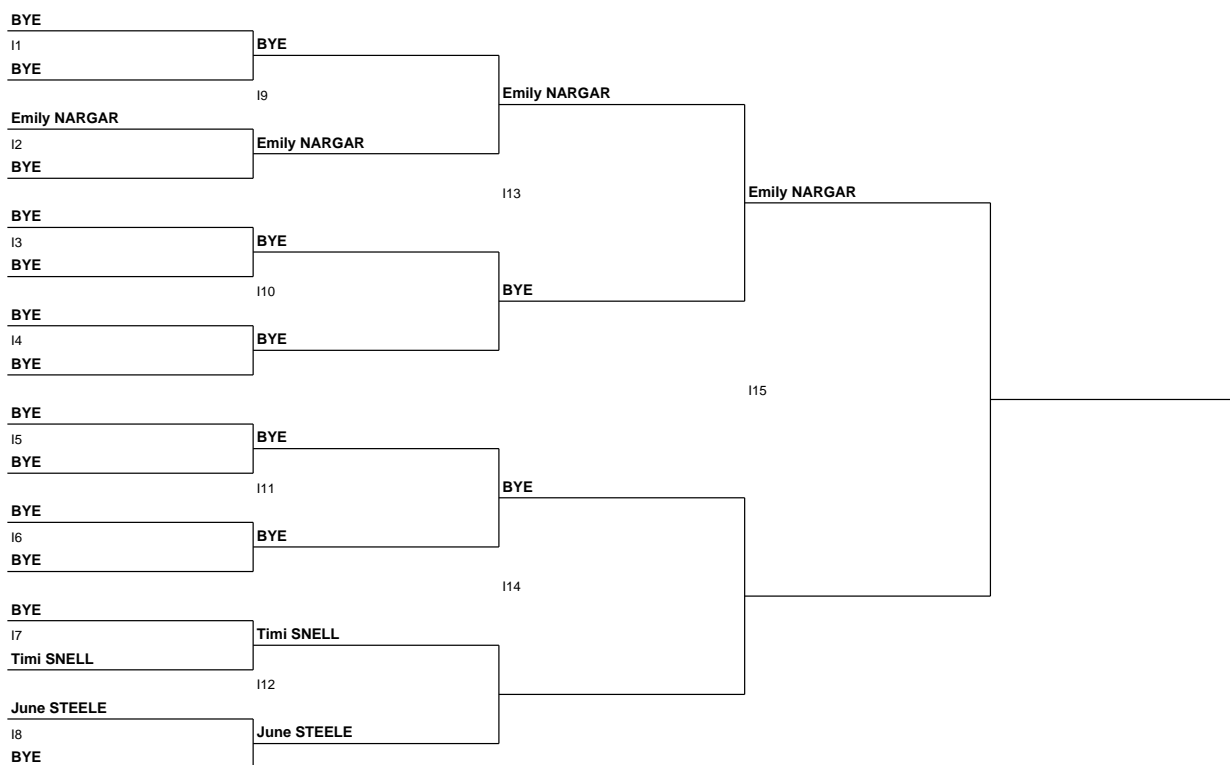 BYE
I1
BYE
BYE
I9
Emily NARGAR
Emily NARGAR
I2
Emily NARGAR
BYE
I13
Emily NARGAR
BYE
I3
BYE
BYE
I10
BYE
BYE
I4
BYE
BYE
I15
BYE
I5
BYE
BYE
I11
BYE
BYE
I6
BYE
BYE
I14
BYE
I7
Timi SNELL
Timi SNELL
I12
June STEELE
I8
June STEELE
BYE